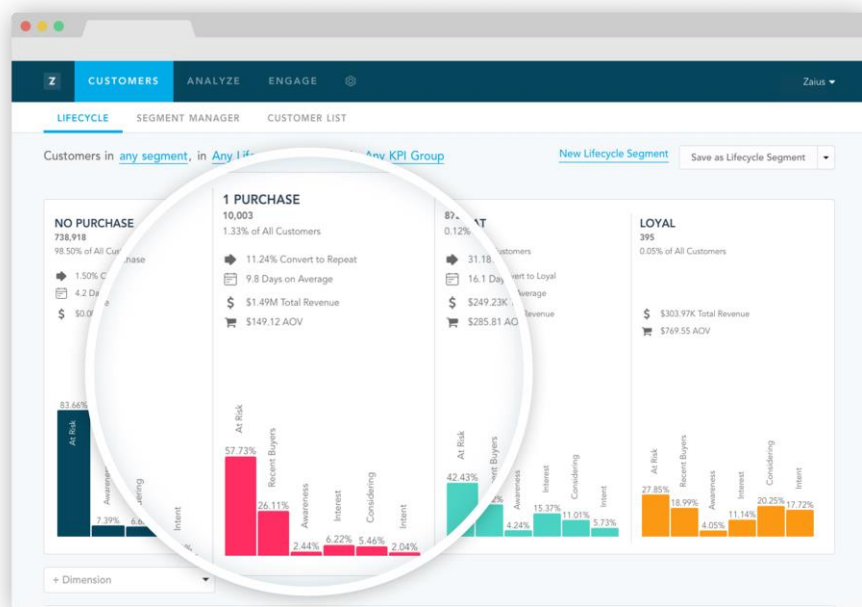 Z CUSTOMERS ANALYZE ENGAGE Zaius
LIFECYCLE SEGMENT MANAGER CUSTOMER LIST
Customers in any segment, in Any Any KPI Group
New Lifecycle Segment Save as Lifecycle Segment
NO PURCHASE
738,918
98.50% of All
1.50%
4.2
83.66%
At Risk
7.39%
Intent
1 PURCHASE
10,003
1.33% of All Customers
11.24% Convert to Repeat
9.8 Days on Average
$ $1.49M Total Revenue
$149.12 AOV
At Risk
57.73%
Recent Buyers
26.11%
Awareness
2.44%
Interest
6.22%
Considering
5.46%
Intent
2.04%
0.12%
31.18
16.1
$ $249.23K
$285.81 AO
42.43%
Awareness
4.24%
Interest
15.37%
Considering
11.01%
Intent
5.73%
LOYAL
395
0.05% of All Customers
$ $303.97K Total Revenue
$769.55 AOV
At Risk
27.85%
Recent Buyers
18.99%
Awareness
4.05%
Interest
11.14%
Considering
20.25%
Intent
17.72%
+ Dimension